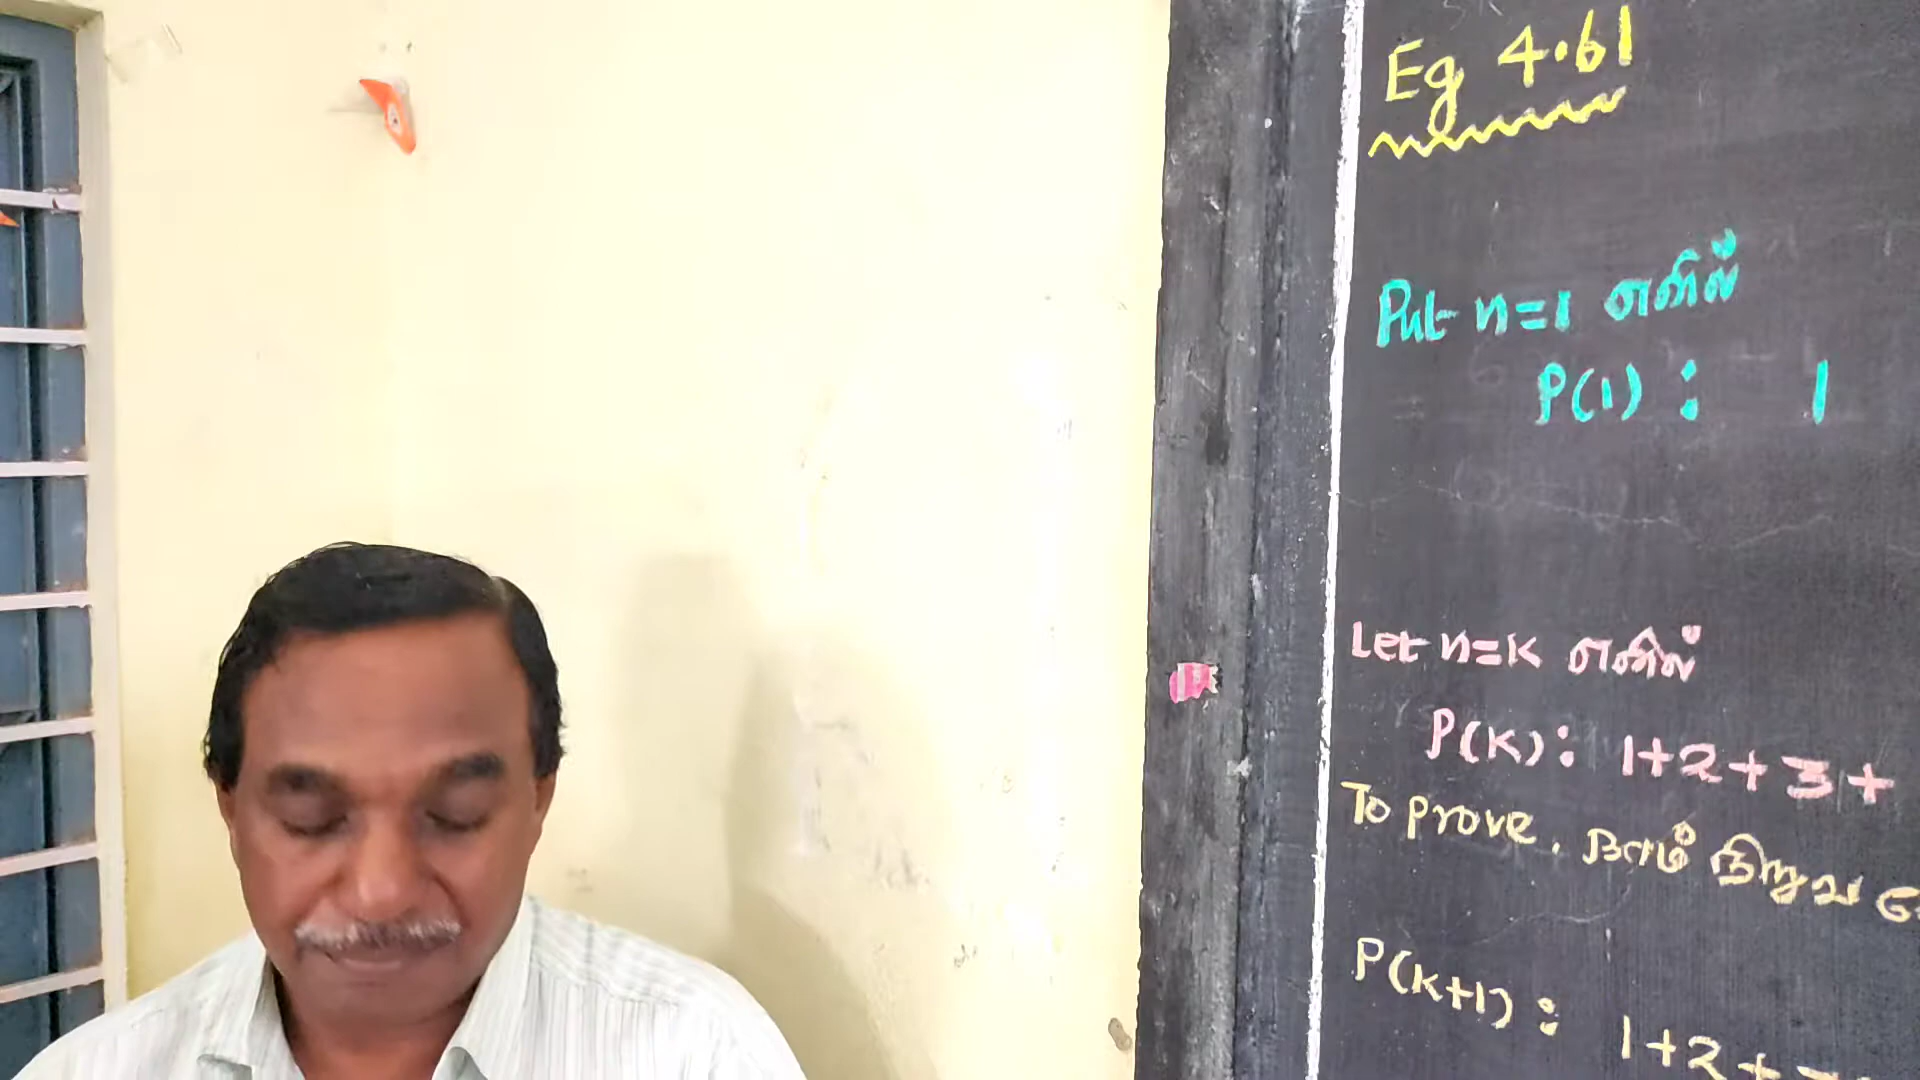 Eg 4.61
Put n=1 எனில்
P(1) : 1
Let n=K எனில்
P(K): 1+2+3+
To prove. நாம் நிறுவ
P(K+1) : 1+2+